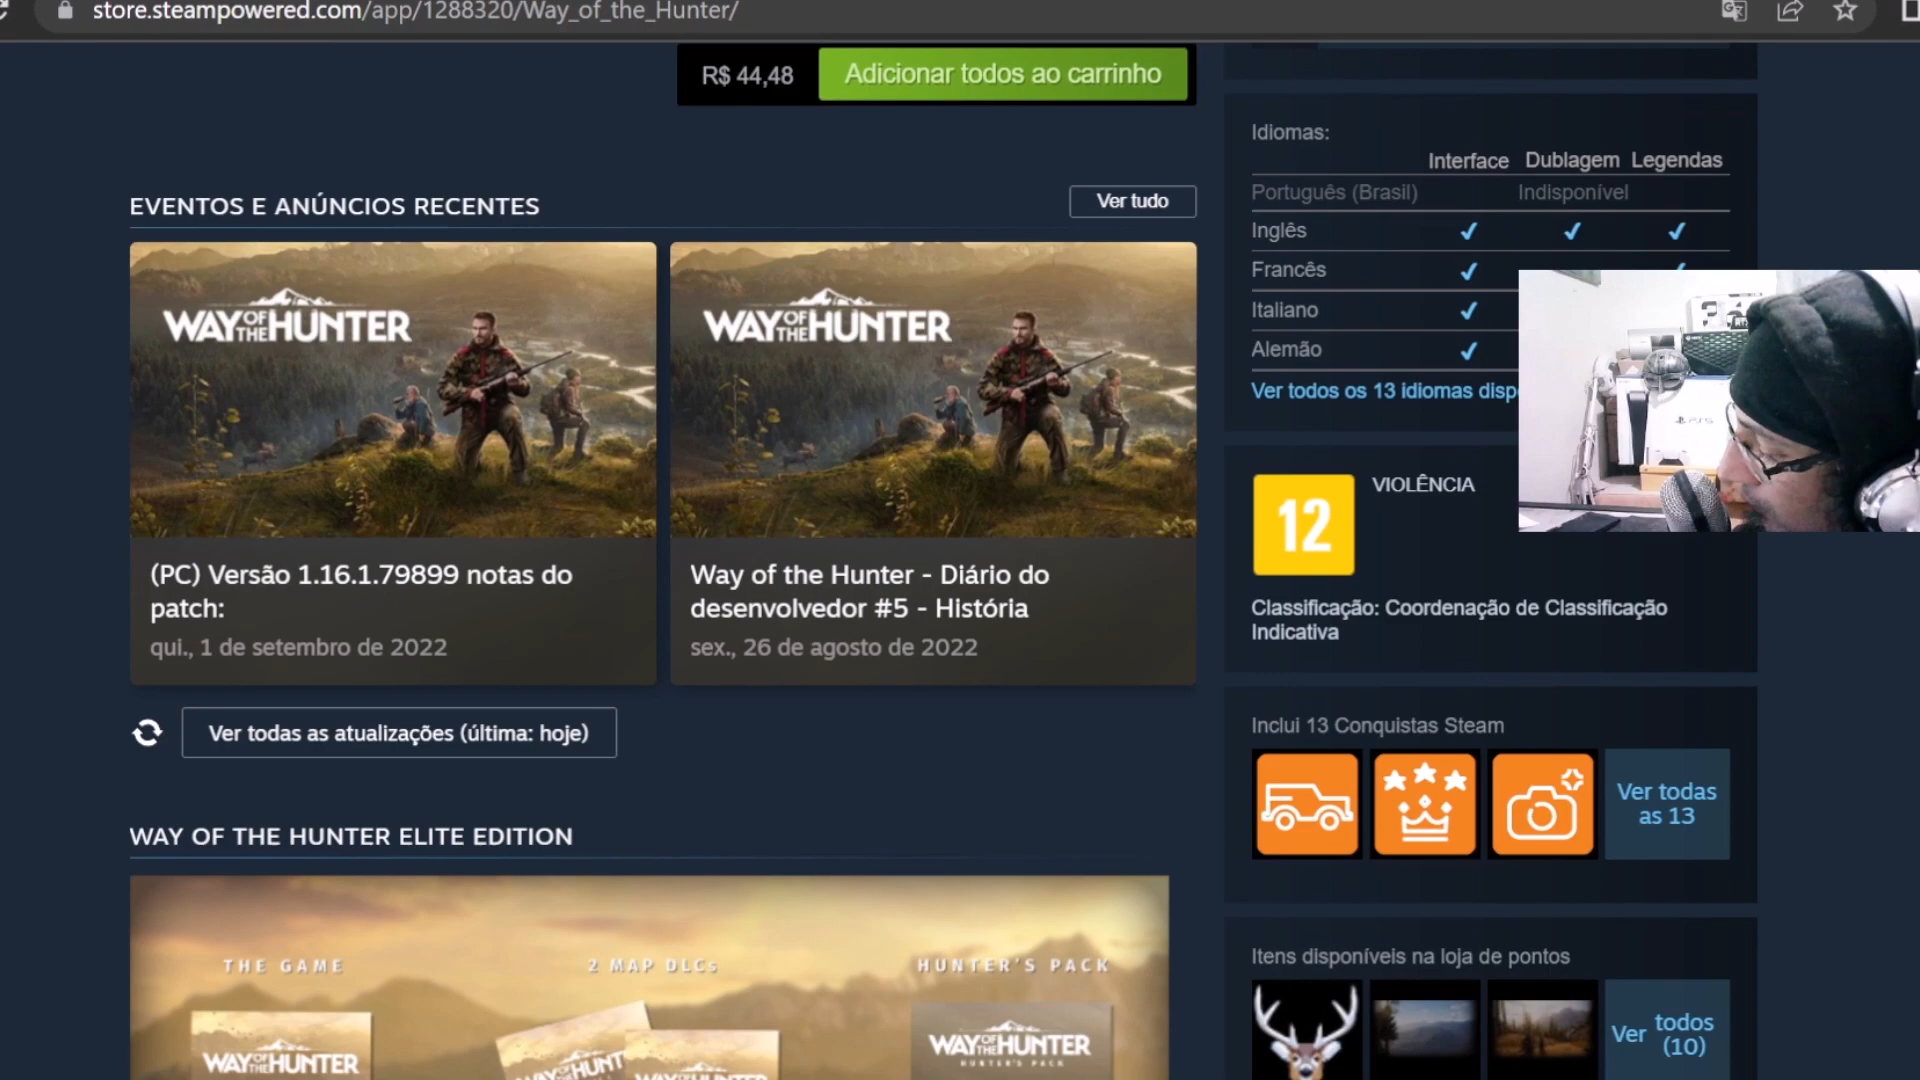 store.steampowered.com/app/1288320/Way_of_the_Hunter/
R$ 44,48
Adicionar todos ao carrinho
EVENTOS E ANÚNCIOS RECENTES
Ver tudo
WAY OF THE HUNTER
WAY OF THE HUNTER
(PC) Versão 1.16.1.79899 notas do
patch:
qui., 1 de setembro de 2022
Way of the Hunter - Diário do
desenvolvedor #5 - História
sex., 26 de agosto de 2022
Ver todas as atualizações (última: hoje)
WAY OF THE HUNTER ELITE EDITION
THE GAME
2 MAP DLCs
HUNTER'S PACK
WAY OF THE HUNTER
WAY OF THE HUNTER
HUNTER'S PACK
Idiomas:
Interface Dublagem Legendas
Português (Brasil) Indisponível
Inglês ✔ ✔ ✔
Francês ✔
Italiano ✔
Alemão ✔
Ver todos os 13 idiomas disp
PS5
12
VIOLÊNCIA
Classificação: Coordenação de Classificação
Indicativa
Inclui 13 Conquistas Steam
Ver todas
as 13
Itens disponíveis na loja de pontos
Ver todos
(10)